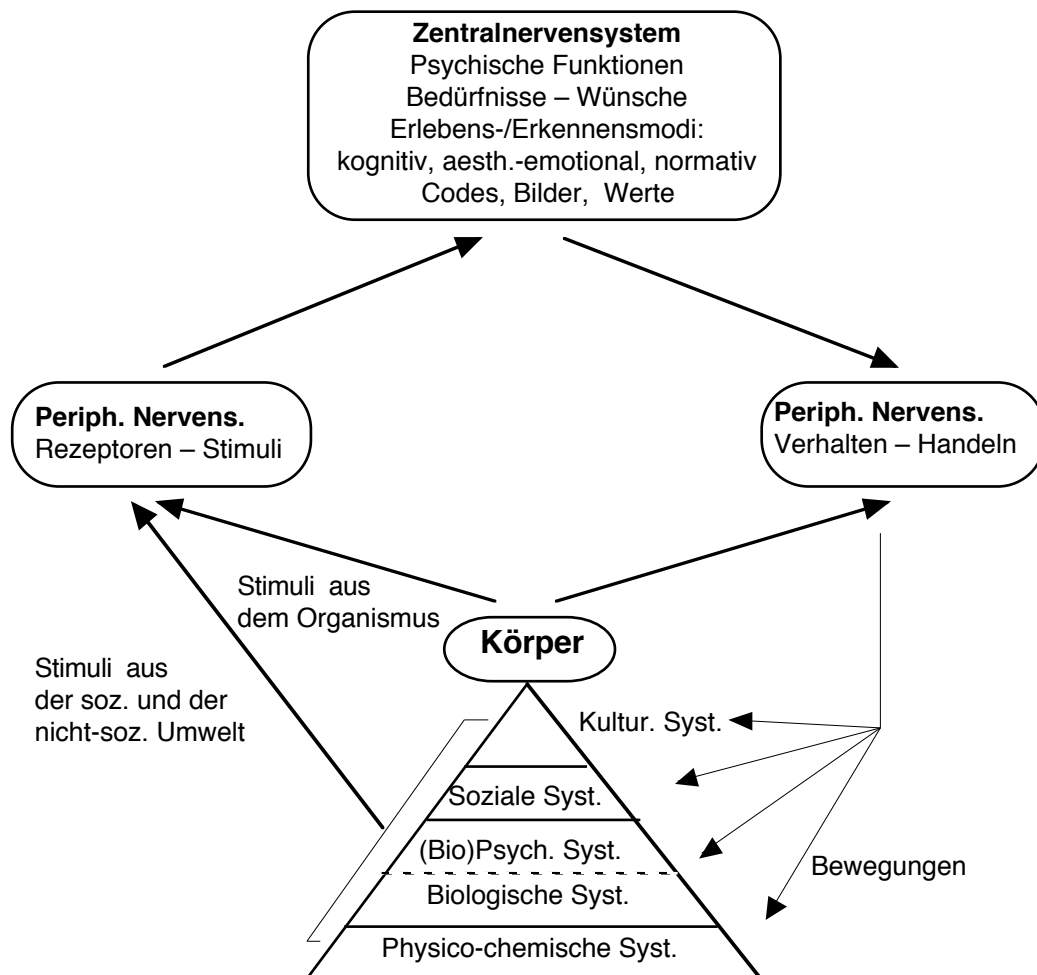 Zentralnervensystem
Psychische Funktionen
Bedürfnisse – Wünsche
Erlebens-/Erkennensmodi:
kognitiv, aesth.-emotional, normativ
Codes, Bilder, Werte
Periph. Nervens.
Rezeptoren – Stimuli
Periph. Nervens.
Verhalten – Handeln
Stimuli aus
dem Organismus
Körper
Stimuli aus
der soz. und der
nicht-soz. Umwelt
Kultur. Syst.
Soziale Syst.
(Bio)Psych. Syst.
Biologische Syst.
Physico-chemische Syst.
Bewegungen